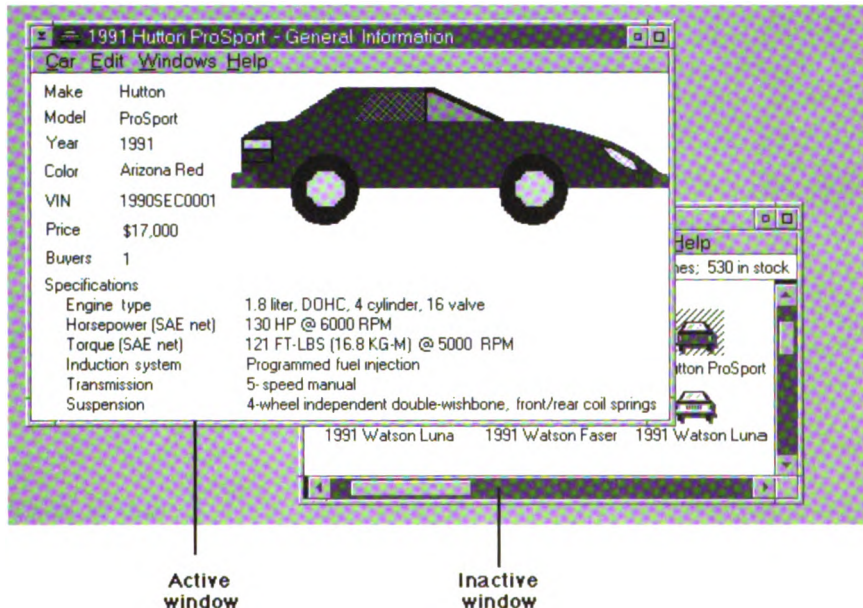 1991 Hutton ProSport - General Information
Car Edit Windows Help
Make Hutton
Model ProSport
Year 1991
Color Arizona Red
VIN 1990SEC0001
Price $17,000
Buyers 1
Specifications
Engine type 1.8 liter, DOHC, 4 cylinder, 16 valve
Horsepower (SAE net) 130 HP @ 6000 RPM
Torque (SAE net) 121 FT-LBS (16.8 KG-M) @ 5000 RPM
Induction system Programmed fuel injection
Transmission 5-speed manual
Suspension 4-wheel independent double-wishbone, front/rear coil springs
Help
530 in stock
ProSport
1991 Watson Luna 1991 Watson Faser 1991 Watson Luna
Active window
Inactive window